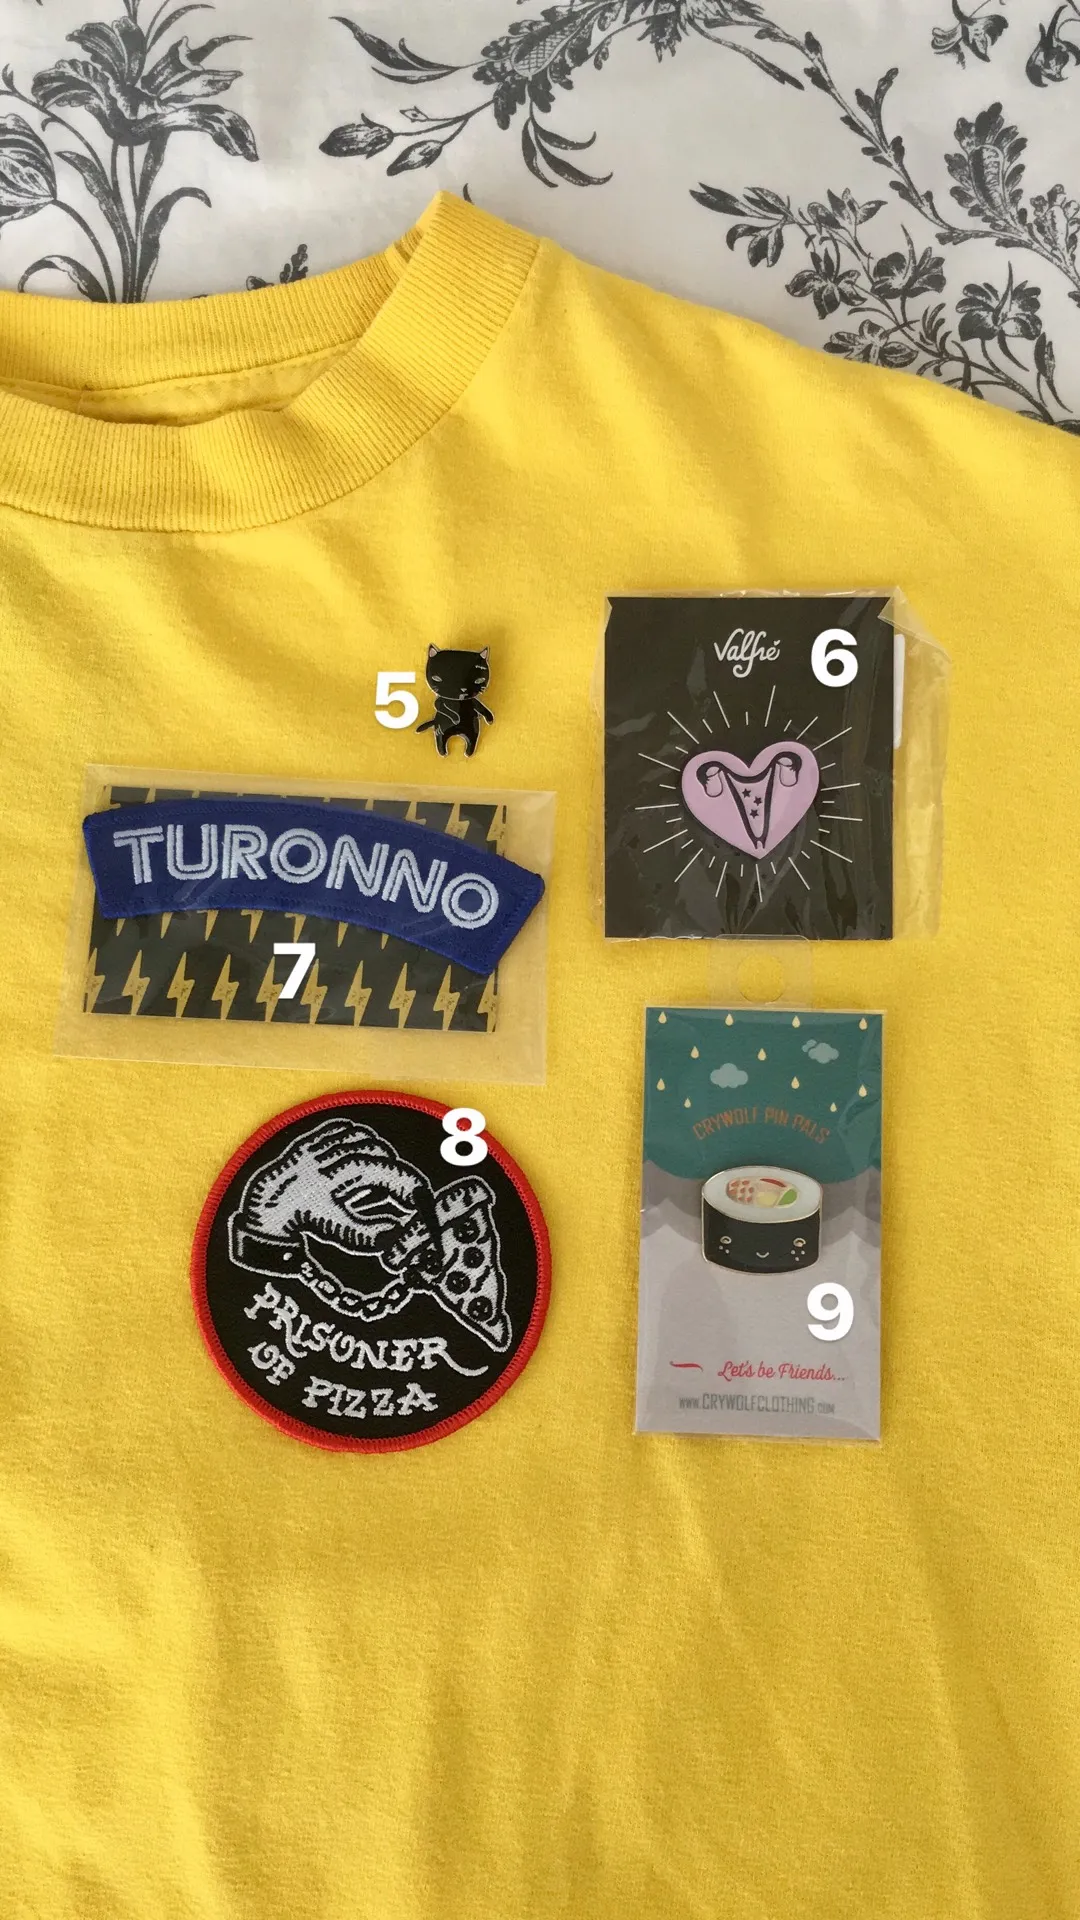 5
Valfré
6
TURONNO
7
8
PRISONER
OF PIZZA
CRYWOLF PIN PALS
9
Let's be Friends...
WWW.CRYWOLFCLOTHING.COM